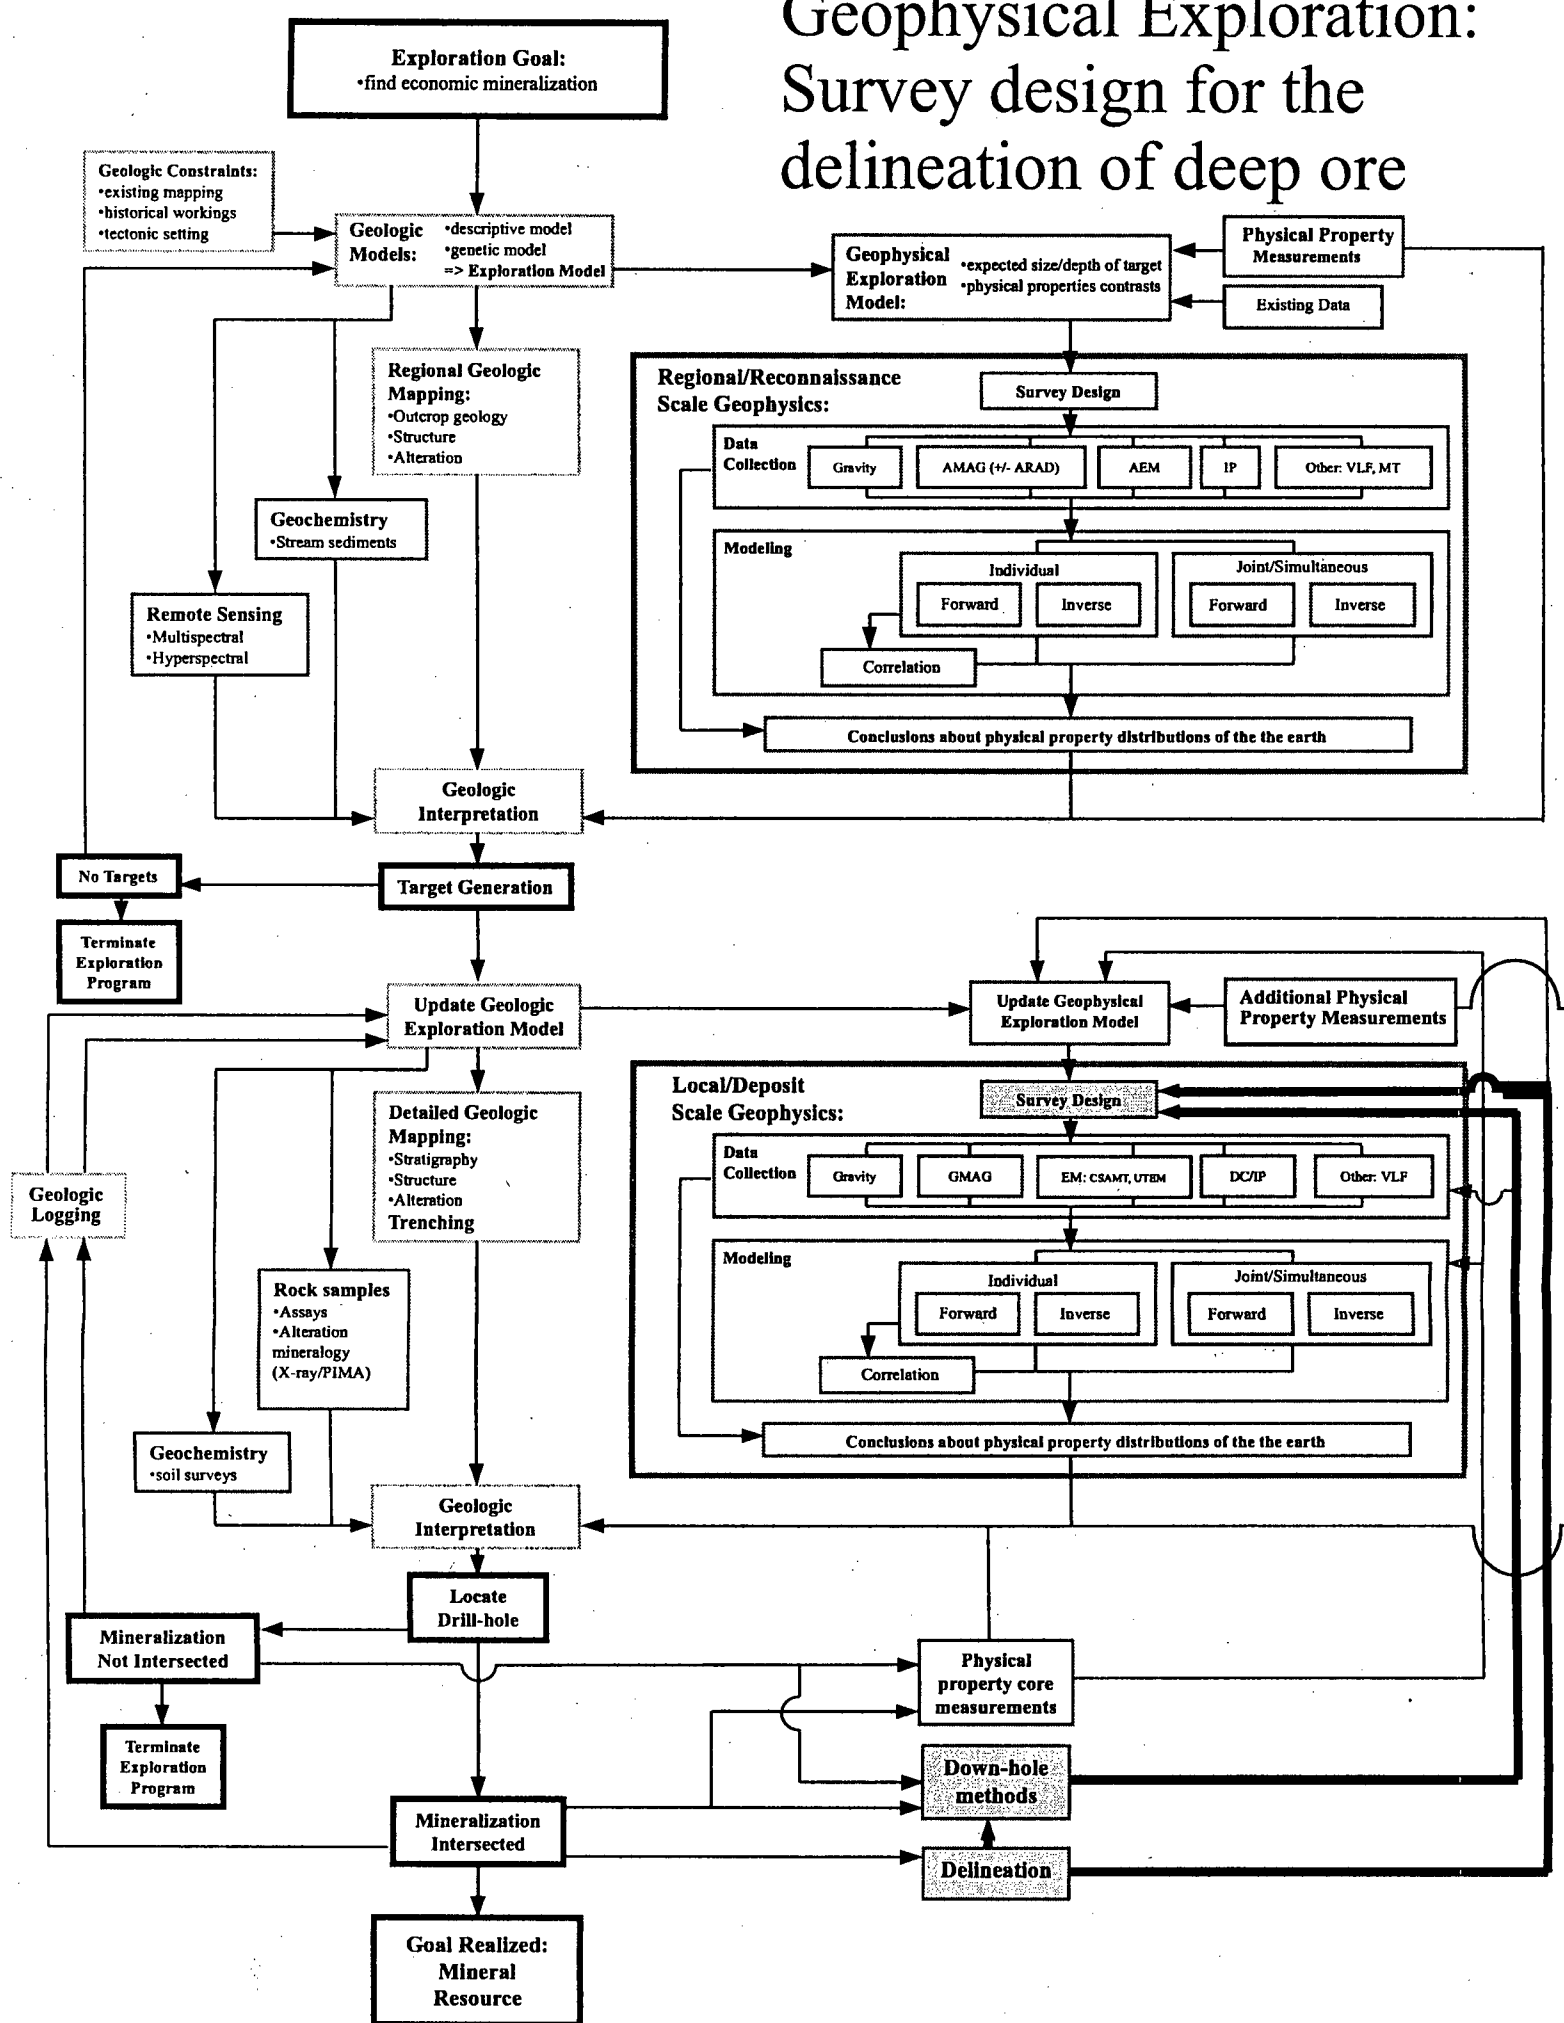 Geophysical Exploration:
Survey design for the
delineation of deep ore
Exploration Goal:
•find economic mineralization
Geologic Constraints:
•existing mapping
•historical workings
•tectonic setting
Geologic
Models:
•descriptive model
•genetic model
=> Exploration Model
Geophysical
Exploration
Model:
•expected size/depth of target
•physical properties contrasts
Physical Property
Measurements
Existing Data
Regional Geologic
Mapping:
•Outcrop geology
•Structure
•Alteration
Geochemistry
•Stream sediments
Remote Sensing
•Multispectral
•Hyperspectral
Regional/Reconnaissance
Scale Geophysics:
Survey Design
Data
Collection
Gravity
AMAG (+/- ARAD)
AEM
IP
Other: VLF, MT
Modeling
Individual
Forward
Inverse
Joint/Simultaneous
Forward
Inverse
Correlation
Conclusions about physical property distributions of the the earth
Geologic
Interpretation
No Targets
Target Generation
Terminate
Exploration
Program
Update Geologic
Exploration Model
Update Geophysical
Exploration Model
Additional Physical
Property Measurements
Detailed Geologic
Mapping:
•Stratigraphy
•Structure
•Alteration
Trenching
Geologic
Logging
Rock samples
•Assays
•Alteration
mineralogy
(X-ray/PIMA)
Geochemistry
•soil surveys
Local/Deposit
Scale Geophysics:
Survey Design
Data
Collection
Gravity
GMAG
EM: CSAMT, UTEM
DC/IP
Other: VLF
Modeling
Individual
Forward
Inverse
Joint/Simultaneous
Forward
Inverse
Correlation
Conclusions about physical property distributions of the the earth
Geologic
Interpretation
Locate
Drill-hole
Mineralization
Not Intersected
Terminate
Exploration
Program
Physical
property core
measurements
Down-hole
methods
Mineralization
Intersected
Delineation
Goal Realized:
Mineral
Resource